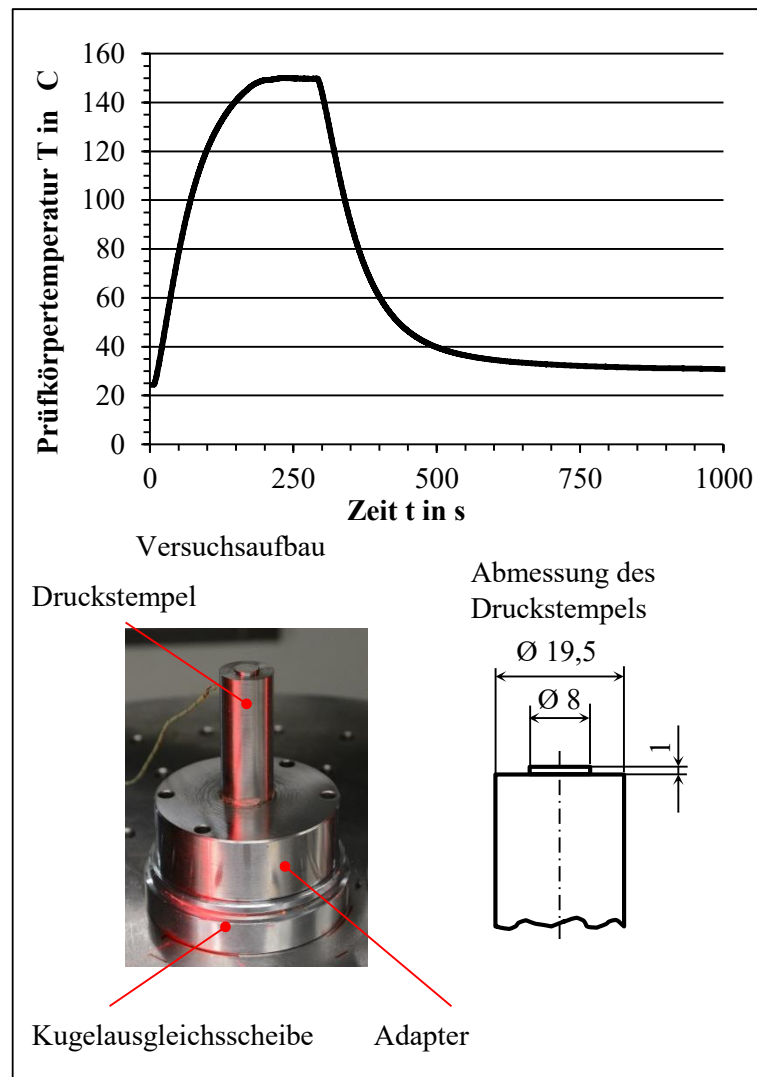 Prüfkörpertemperatur T in  C
160
140
120
100
80
60
40
20
0
0 250 500 750 1000
Zeit t in s
Versuchsaufbau
Druckstempel
Abmessung des
Druckstempels
Ø 19,5
Ø 8
1
Kugelausgleichsscheibe
Adapter